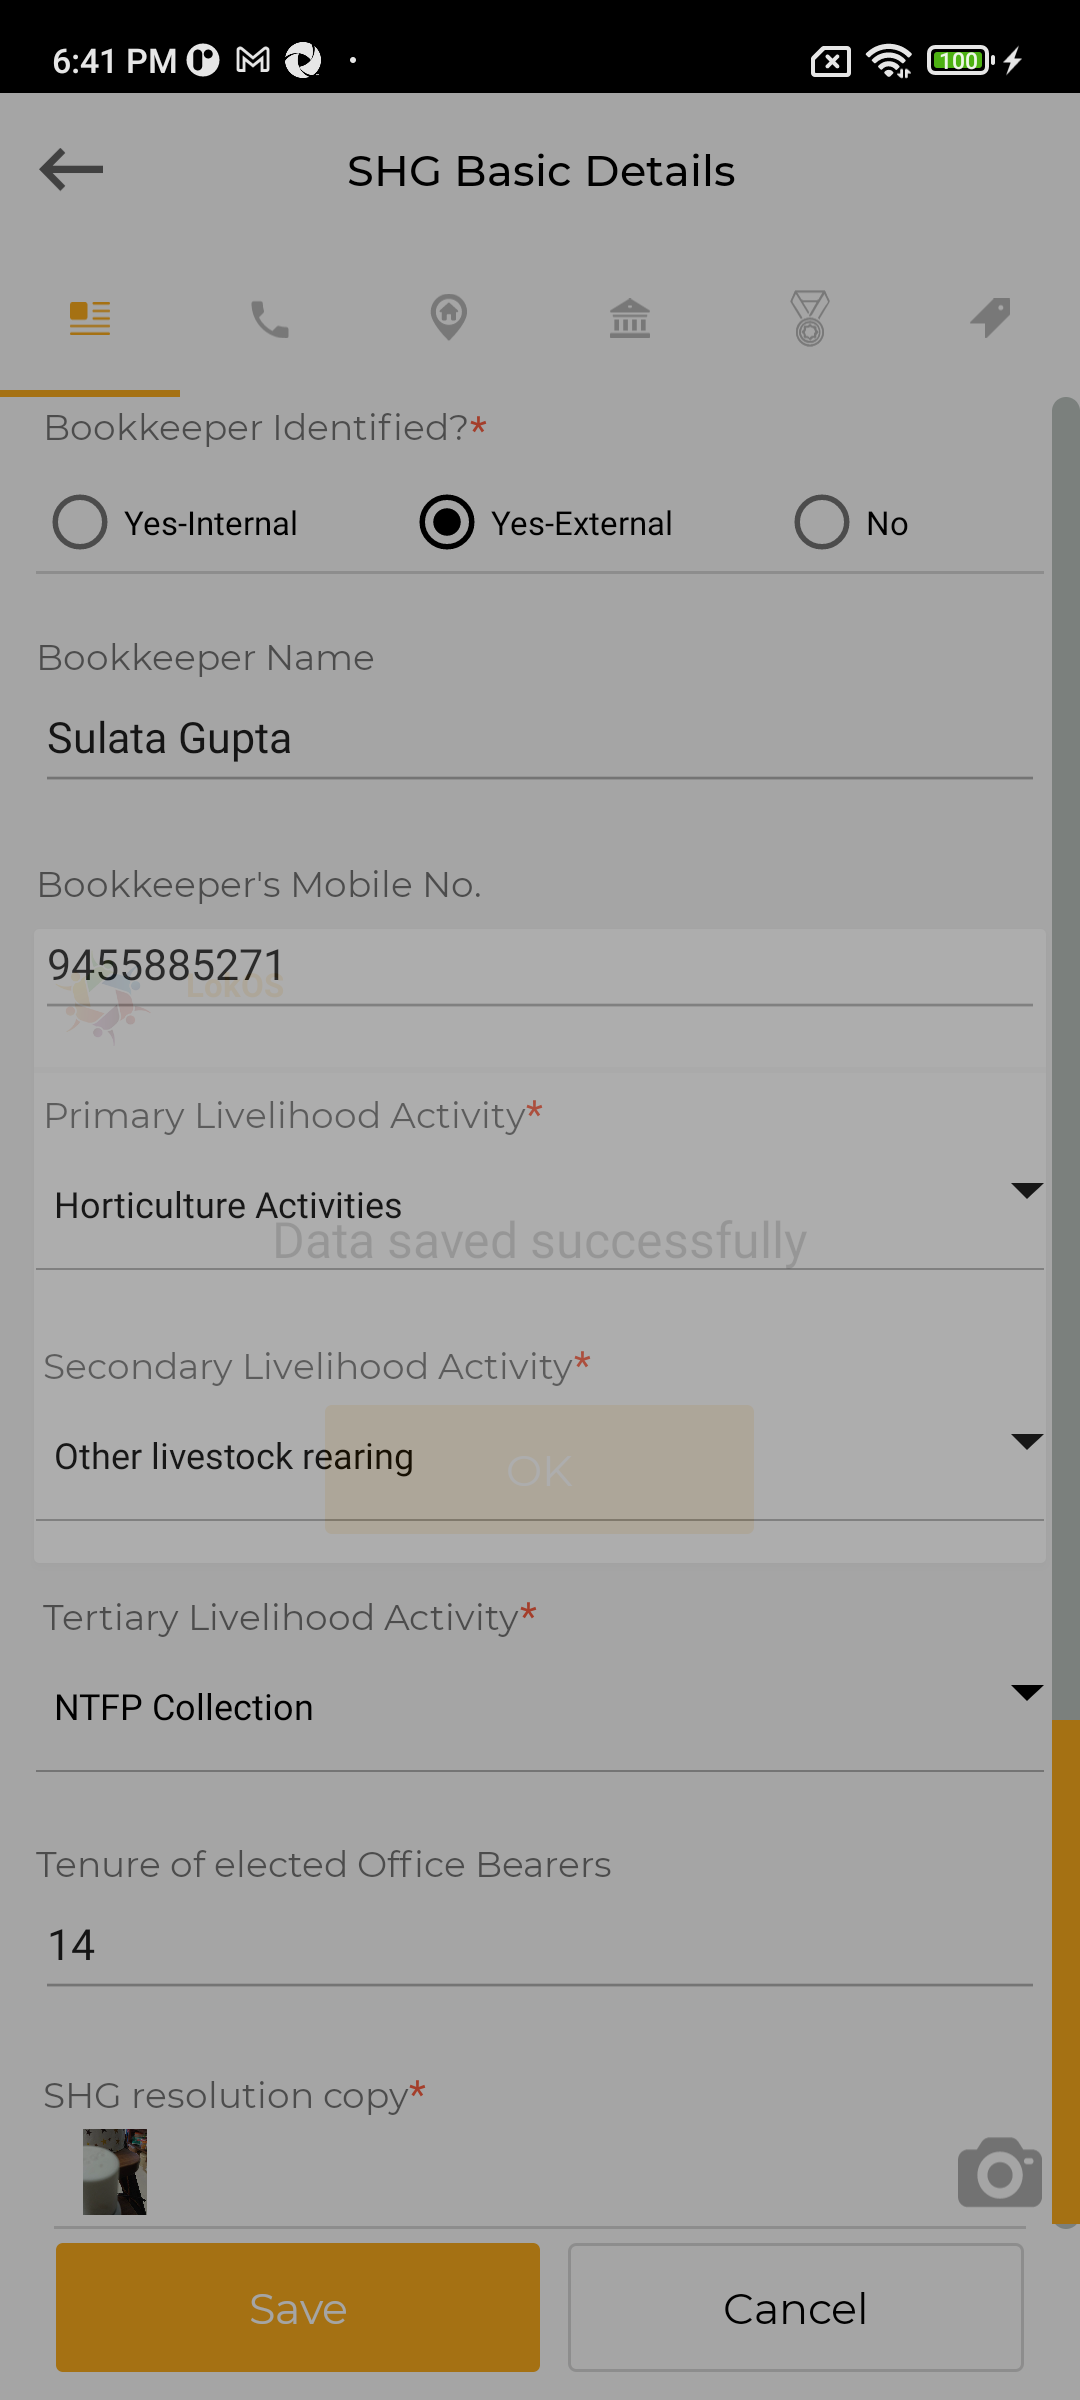 6:41 PM
100
SHG Basic Details
Bookkeeper Identified?*
Yes-Internal Yes-External No
Bookkeeper Name
Sulata Gupta
Bookkeeper's Mobile No.
9455885271
LokOS
Primary Livelihood Activity*
Horticulture Activities
Data saved successfully
Secondary Livelihood Activity*
Other livestock rearing
OK
Tertiary Livelihood Activity*
NTFP Collection
Tenure of elected Office Bearers
14
SHG resolution copy*
Save Cancel